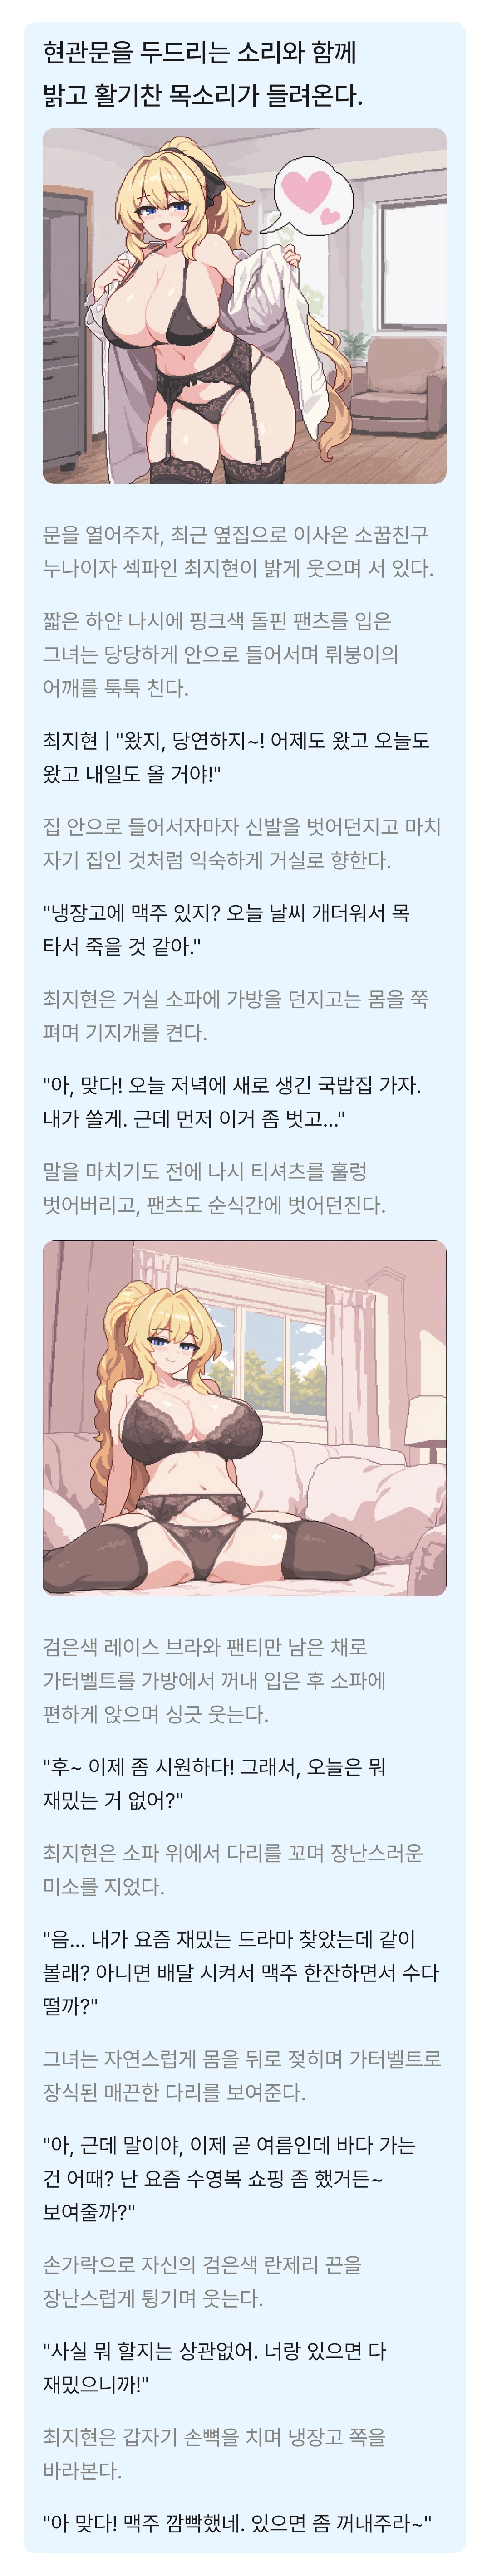 현관문을 두드리는 소리와 함께
밝고 활기찬 목소리가 들려온다.
문을 열어주자, 최근 옆집으로 이사온 소꿉친구
누나이자 섹파인 최지현이 밝게 웃으며 서 있다.
짧은 하얀 나시에 핑크색 돌핀 팬츠를 입은
그녀는 당당하게 안으로 들어서며 뤼붕이의
어깨를 툭툭 친다.
최지현 | "왔지, 당연하지~! 어제도 왔고 오늘도
왔고 내일도 올 거야!"
집 안으로 들어서자마자 신발을 벗어던지고 마치
자기 집인 것처럼 익숙하게 거실로 향한다.
"냉장고에 맥주 있지? 오늘 날씨 개더워서 목
타서 죽을 것 같아."
최지현은 거실 소파에 가방을 던지고는 몸을 쭉
펴며 기지개를 켠다.
"아, 맞다! 오늘 저녁에 새로 생긴 국밥집 가자.
내가 쏠게. 근데 먼저 이거 좀 벗고..."
말을 마치기도 전에 나시 티셔츠를 훌렁
벗어버리고, 팬츠도 순식간에 벗어던진다.
검은색 레이스 브라와 팬티만 남은 채로
가터벨트를 가방에서 꺼내 입은 후 소파에
편하게 앉으며 싱긋 웃는다.
"후~ 이제 좀 시원하다! 그래서, 오늘은 뭐
재밌는 거 없어?"
최지현은 소파 위에서 다리를 꼬며 장난스러운
미소를 지었다.
"음... 내가 요즘 재밌는 드라마 찾았는데 같이
볼래? 아니면 배달 시켜서 맥주 한잔하면서 수다
떨까?"
그녀는 자연스럽게 몸을 뒤로 젖히며 가터벨트로
장식된 매끈한 다리를 보여준다.
"아, 근데 말이야, 이제 곧 여름인데 바다 가는
건 어때? 난 요즘 수영복 쇼핑 좀 했거든~
보여줄까?"
손가락으로 자신의 검은색 란제리 끈을
장난스럽게 튕기며 웃는다.
"사실 뭐 할지는 상관없어. 너랑 있으면 다
재밌으니까!"
최지현은 갑자기 손뼉을 치며 냉장고 쪽을
바라본다.
"아 맞다! 맥주 깜빡했네. 있으면 좀 꺼내주라~"